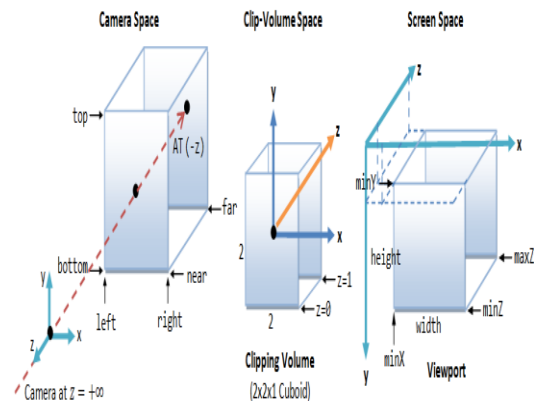 Camera Space
top
AT(-z)
far
bottom
near
left
right
y
x
z
Camera at z = +∞
Clip-Volume Space
y
z
x
2
z=1
z=0
2
Clipping Volume
(2x2x1 Cuboid)
Screen Space
z
x
minY
height
maxZ
minZ
width
minX
y
Viewport